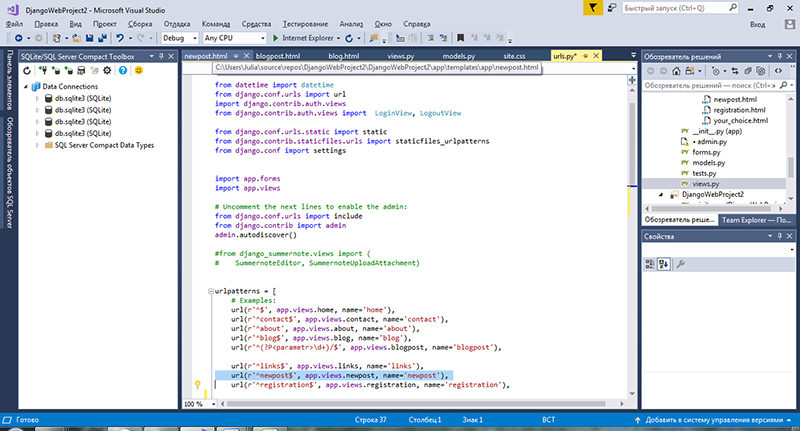 DjangoWebProject2 - Microsoft Visual Studio
Быстрый запуск (Ctrl+Q)
Файл Правка Вид Проект Сборка Отладка Команда Средства Тест Анализ Окно Справка
Вход
Debug Any CPU Internet Explorer
Панель элементов
Обозреватель объектов SQL Server
SQLite/SQL Server Compact Toolbox
Data Connections
db.sqlite3 (SQLite)
db.sqlite3 (SQLite)
db.sqlite3 (SQLite)
db.sqlite3 (SQLite)
SQL Server Compact Data Types
newpost.html blogpost.html blog.html views.py models.py site.css urls.py*
C:\Users\Julia\source\repos\DjangoWebProject2\DjangoWebProject2\app\templates\app\newpost.html
from datetime import datetime
from django.conf.urls import url
import django.contrib.auth.views
from django.contrib.auth.views import LoginView, LogoutView
from django.conf.urls.static import static
from django.contrib.staticfiles.urls import staticfiles_urlpatterns
from django.conf import settings
import app.forms
import app.views
# Uncomment the next lines to enable the admin:
from django.conf.urls import include
from django.contrib import admin
admin.autodiscover()
#from django_summernote.views import (
# SummernoteEditor, SummernoteUploadAttachment)
urlpatterns = [
# Examples:
url(r'^$', app.views.home, name='home'),
url(r'^contact$', app.views.contact, name='contact'),
url(r'^about', app.views.about, name='about'),
url(r'^blog$', app.views.blog, name='blog'),
url(r'^(?P<parametr>\d+)/$', app.views.blogpost, name='blogpost'),
url(r'^links$', app.views.links, name='links'),
url(r'^newpost$', app.views.newpost, name='newpost'),
url(r'^registration$', app.views.registration, name='registration'),
100 %
Обозреватель решений
Обозреватель решений — поиск (
newpost.html
registration.html
your_choice.html
__init__.py (app)
admin.py
forms.py
models.py
tests.py
views.py
DjangoWebProject2
Обозреватель реше... Team Explorer — По...
Свойства
Готово Строка 37 Столбец 1 Знак 1 ВСТ Добавить в систему управления версиями